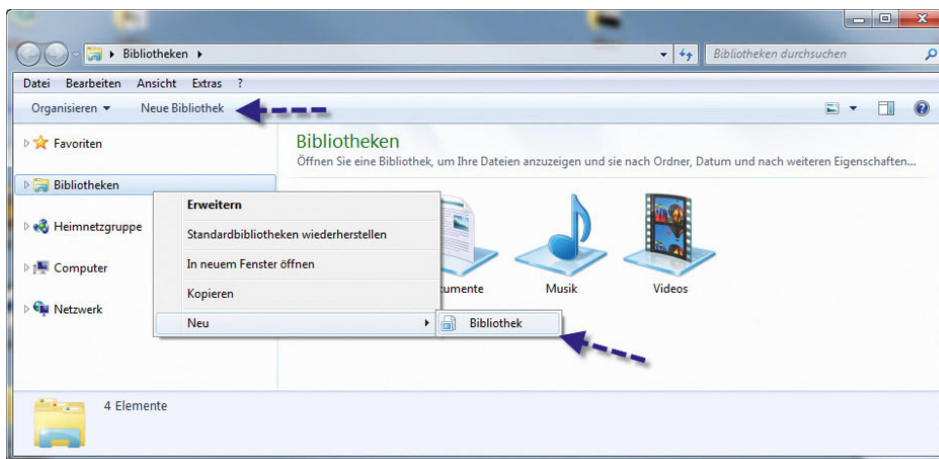 Bibliotheken
Bibliotheken durchsuchen
Datei Bearbeiten Ansicht Extras ?
Organisieren Neue Bibliothek
Favoriten
Bibliotheken
Heimnetzgruppe
Computer
Netzwerk
Bibliotheken
Öffnen Sie eine Bibliothek, um Ihre Dateien anzuzeigen und sie nach Ordner, Datum und nach weiteren Eigenschaften...
Erweitern
Standardbibliotheken wiederherstellen
In neuem Fenster öffnen
Kopieren
Neu
Bibliothek
umente
Musik
Videos
4 Elemente